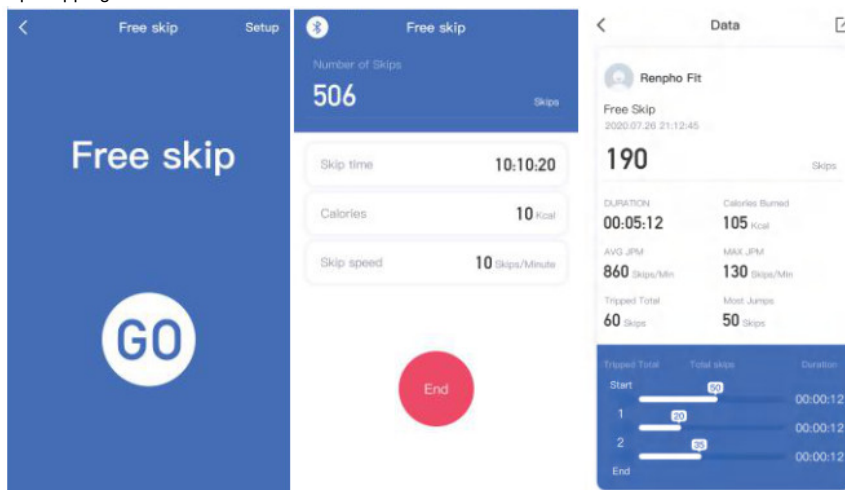 Free skip Setup
Free skip
GO
Free skip
Number of Skips
506 Skips
Skip time 10:10:20
Calories 10 Kcal
Skip speed 10 Skips/Minute
End
Data
Renpho Fit
Free Skip
2020.07.26 21:12:45
190 Skips
DURATION Calories Burned
00:05:12 105 Kcal
AVG JPM MAX JPM
860 Skips/Min 130 Skips/Min
Tripped Total Most Jumps
60 Skips 50 Skips
Tripped Total Total skips Duration
Start 50
00:00:12
1 20
00:00:12
2 35
00:00:12
End